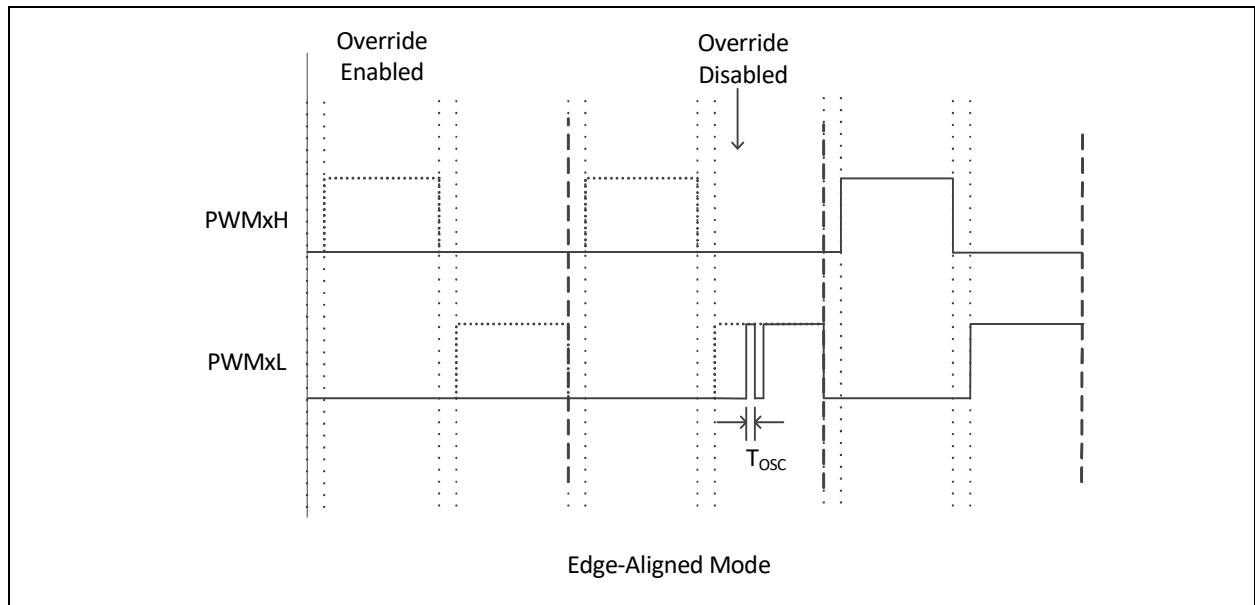 Override
Enabled
Override
Disabled
PWMxH
PWMxL
TOSC
Edge-Aligned Mode